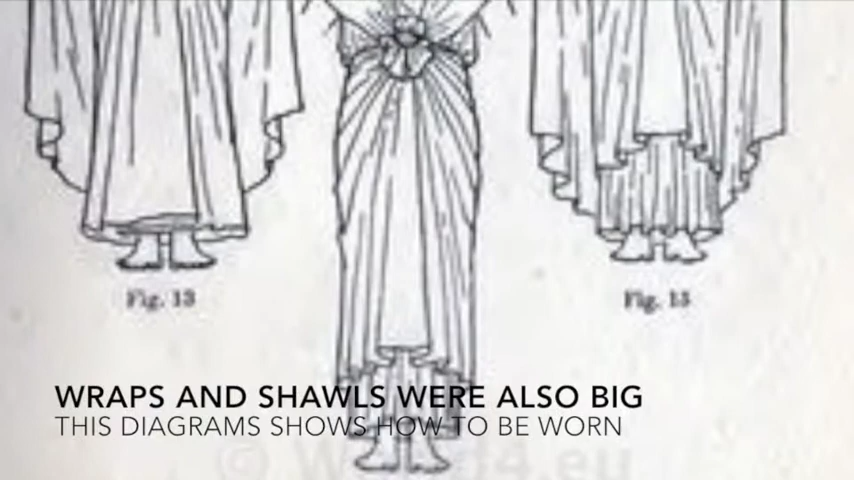 Fig. 13
Fig. 15
WRAPS AND SHAWLS WERE ALSO BIG
THIS DIAGRAMS SHOWS HOW TO BE WORN